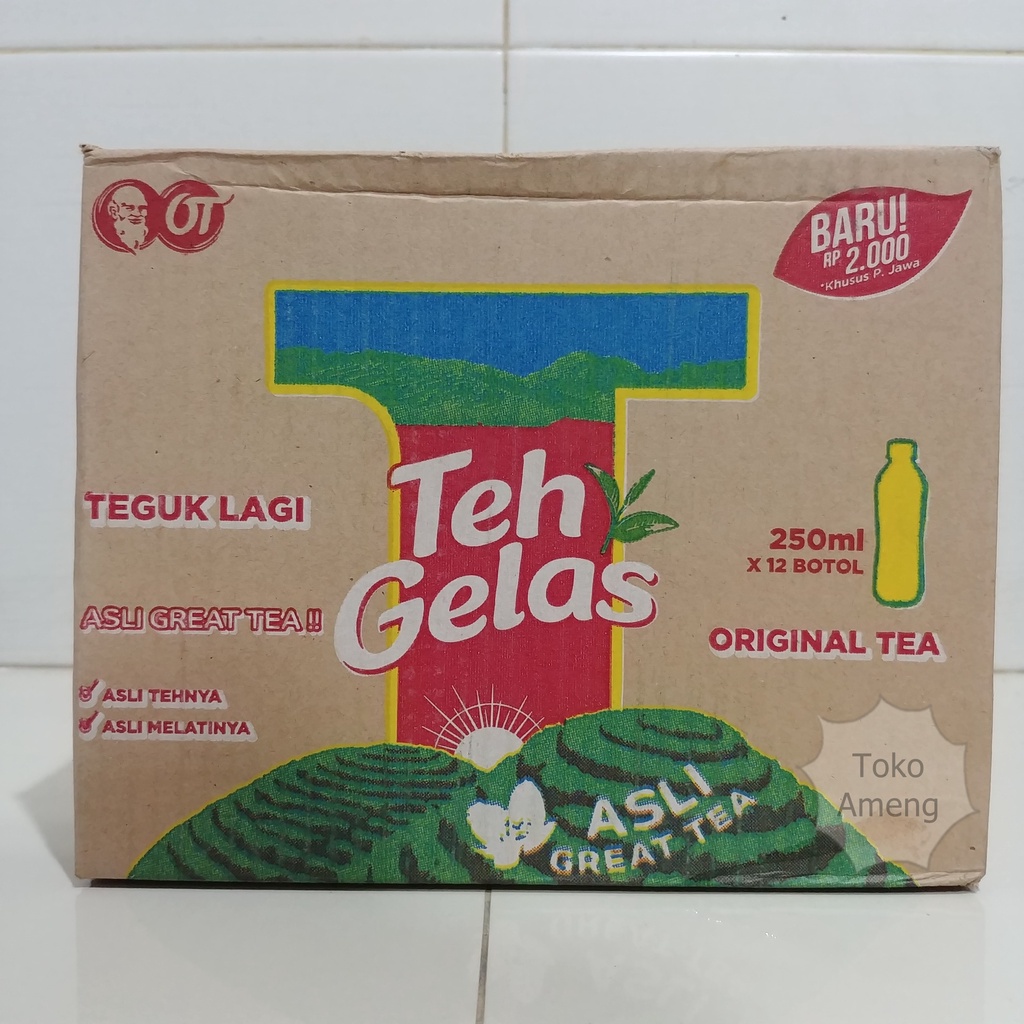 OT
BARU!
RP 2.000
*Khusus P. Jawa
Teh
Gelas
TEGUK LAGI
ASLI GREAT TEA !!
ASLI TEHNYA
ASLI MELATINYA
250ml
X 12 BOTOL
ORIGINAL TEA
ASLI
GREAT TEA
Toko
Ameng